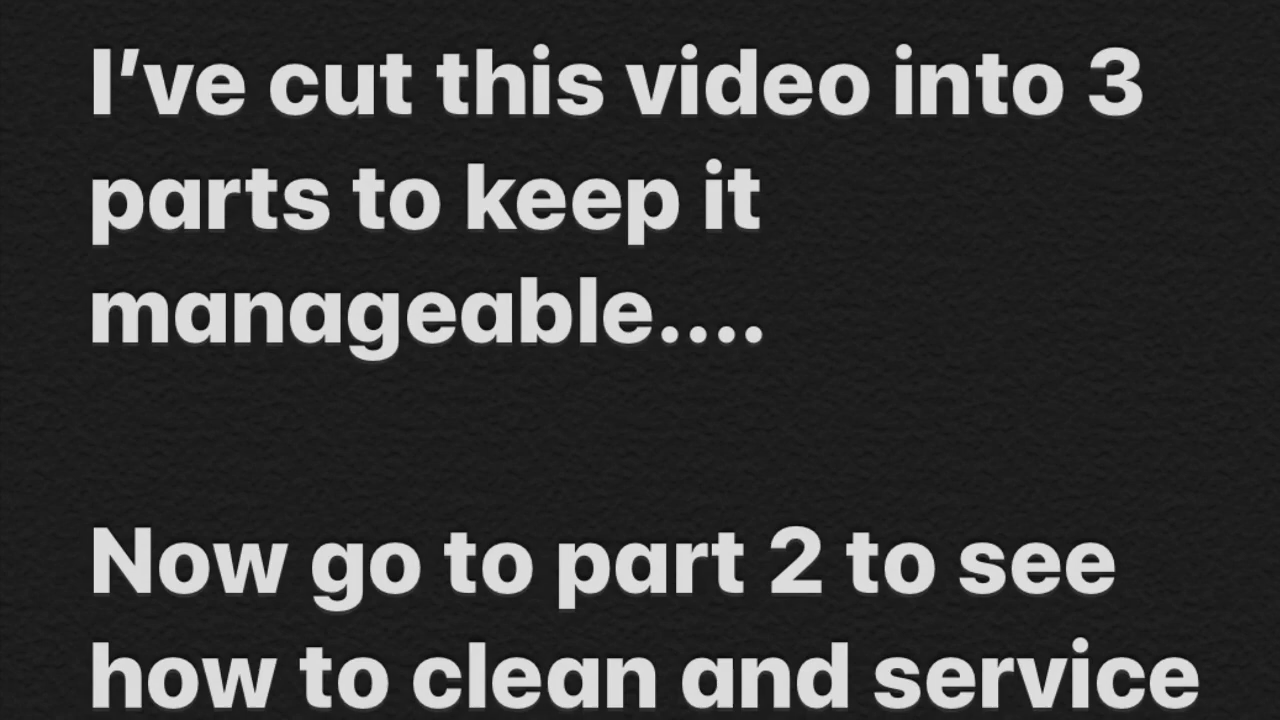 I’ve cut this video into 3
parts to keep it
manageable....
Now go to part 2 to see
how to clean and service